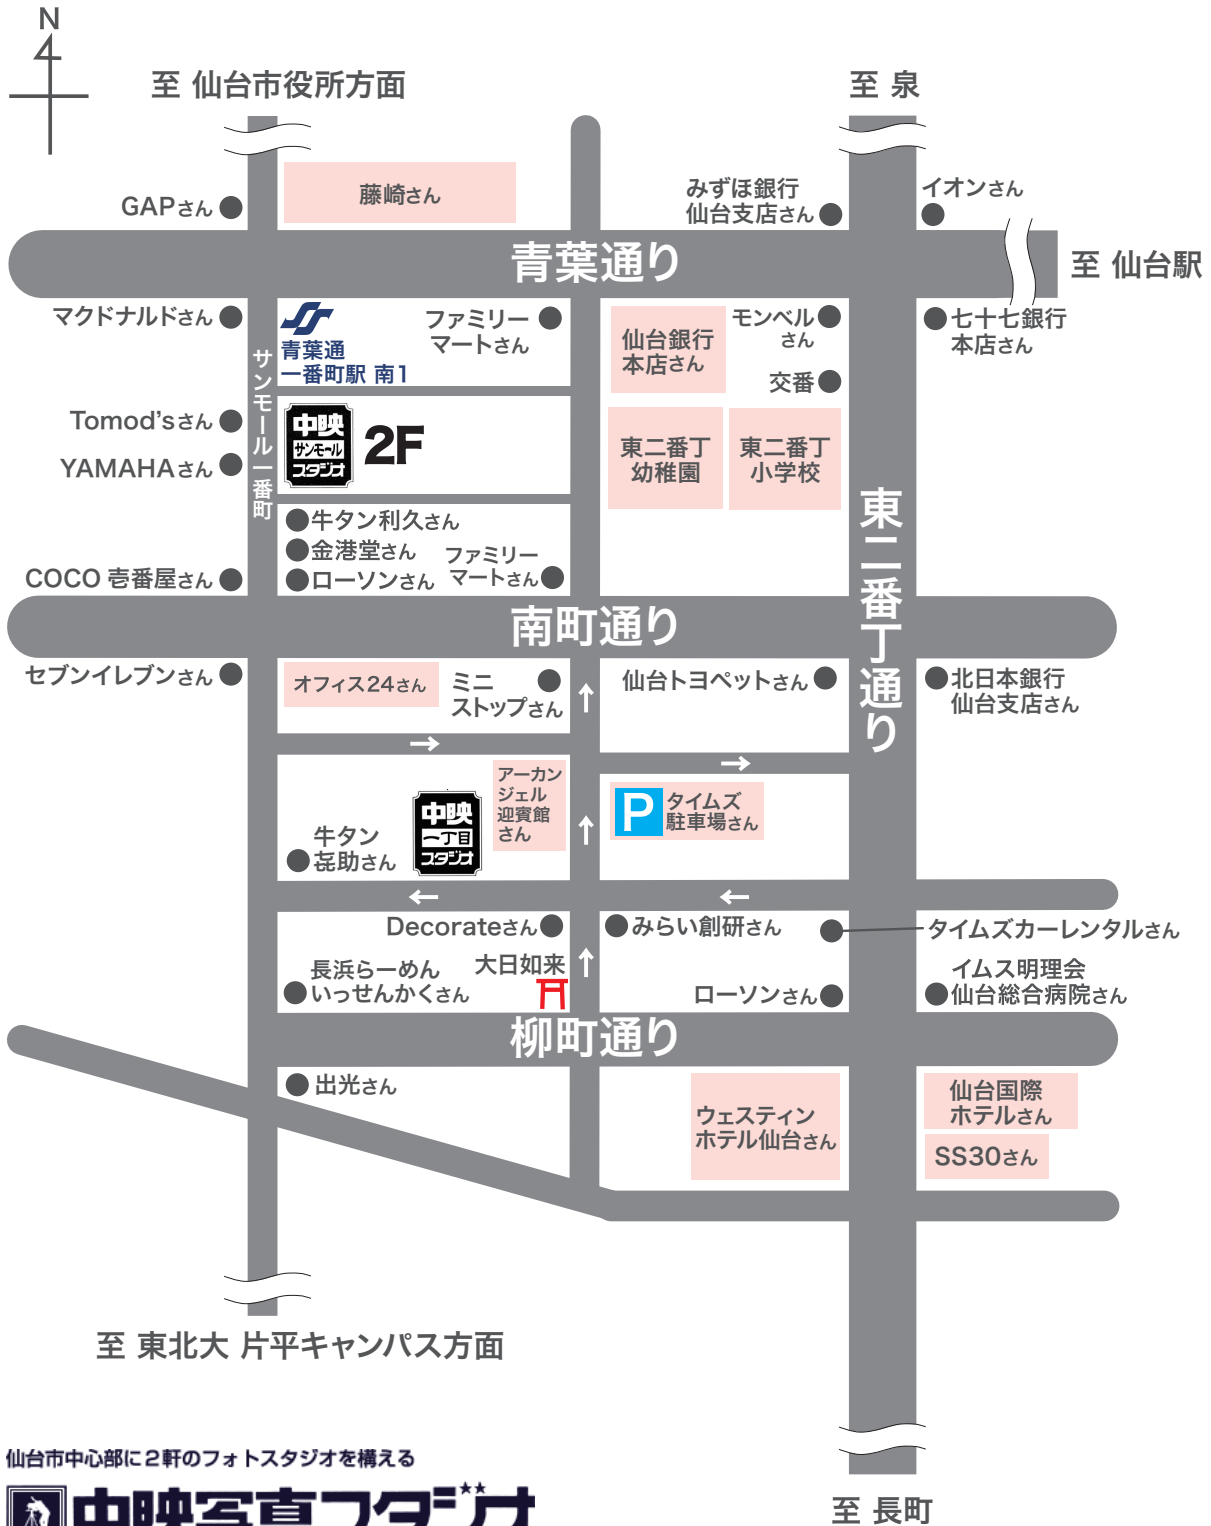 N
至 仙台市役所方面
至 泉
藤崎さん
GAPさん
みずほ銀行
仙台支店さん
イオンさん
青葉通り
至 仙台駅
マクドナルドさん
青葉通
一番町駅 南1
ファミリー
マートさん
仙台銀行
本店さん
モンベル
さん
交番
七十七銀行
本店さん
サンモール一番町
Tomod'sさん
YAMAHAさん
中映
サンモール
スタジオ
2F
東二番丁
幼稚園
東二番丁
小学校
東二番丁通り
牛タン利久さん
金港堂さん
ローソンさん
ファミリー
マートさん
COCO 壱番屋さん
南町通り
セブンイレブンさん
オフィス24さん
ミニ
ストップさん
仙台トヨペットさん
北日本銀行
仙台支店さん
アーカン
ジェル
迎賓館
さん
P
タイムズ
駐車場さん
中映
一丁目
スタジオ
牛タン
㐂助さん
Decorateさん
みらい創研さん
タイムズカーレンタルさん
長浜らーめん
いっせんかくさん
大日如来
ローソンさん
イムス明理会
仙台総合病院さん
柳町通り
出光さん
ウェスティン
ホテル仙台さん
仙台国際
ホテルさん
SS30さん
至 東北大 片平キャンパス方面
至 長町
仙台市中心部に2軒のフォトスタジオを構える
中映写真スタジオ